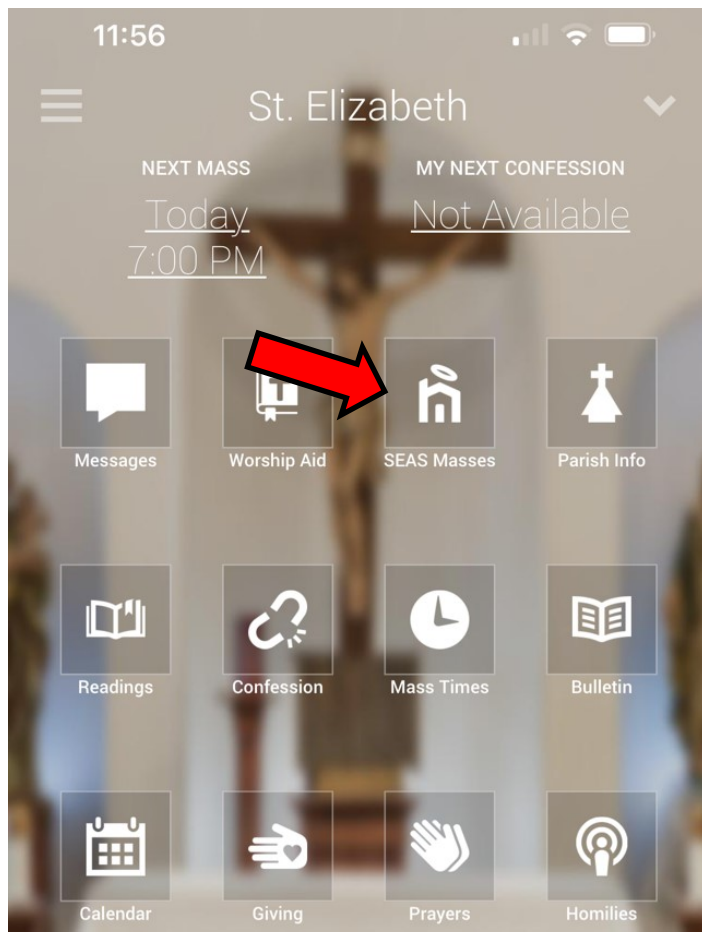 11:56
St. Elizabeth
NEXT MASS
Today
7:00 PM
MY NEXT CONFESSION
Not Available
Messages
Worship Aid
SEAS Masses
Parish Info
Readings
Confession
Mass Times
Bulletin
Calendar
Giving
Prayers
Homilies